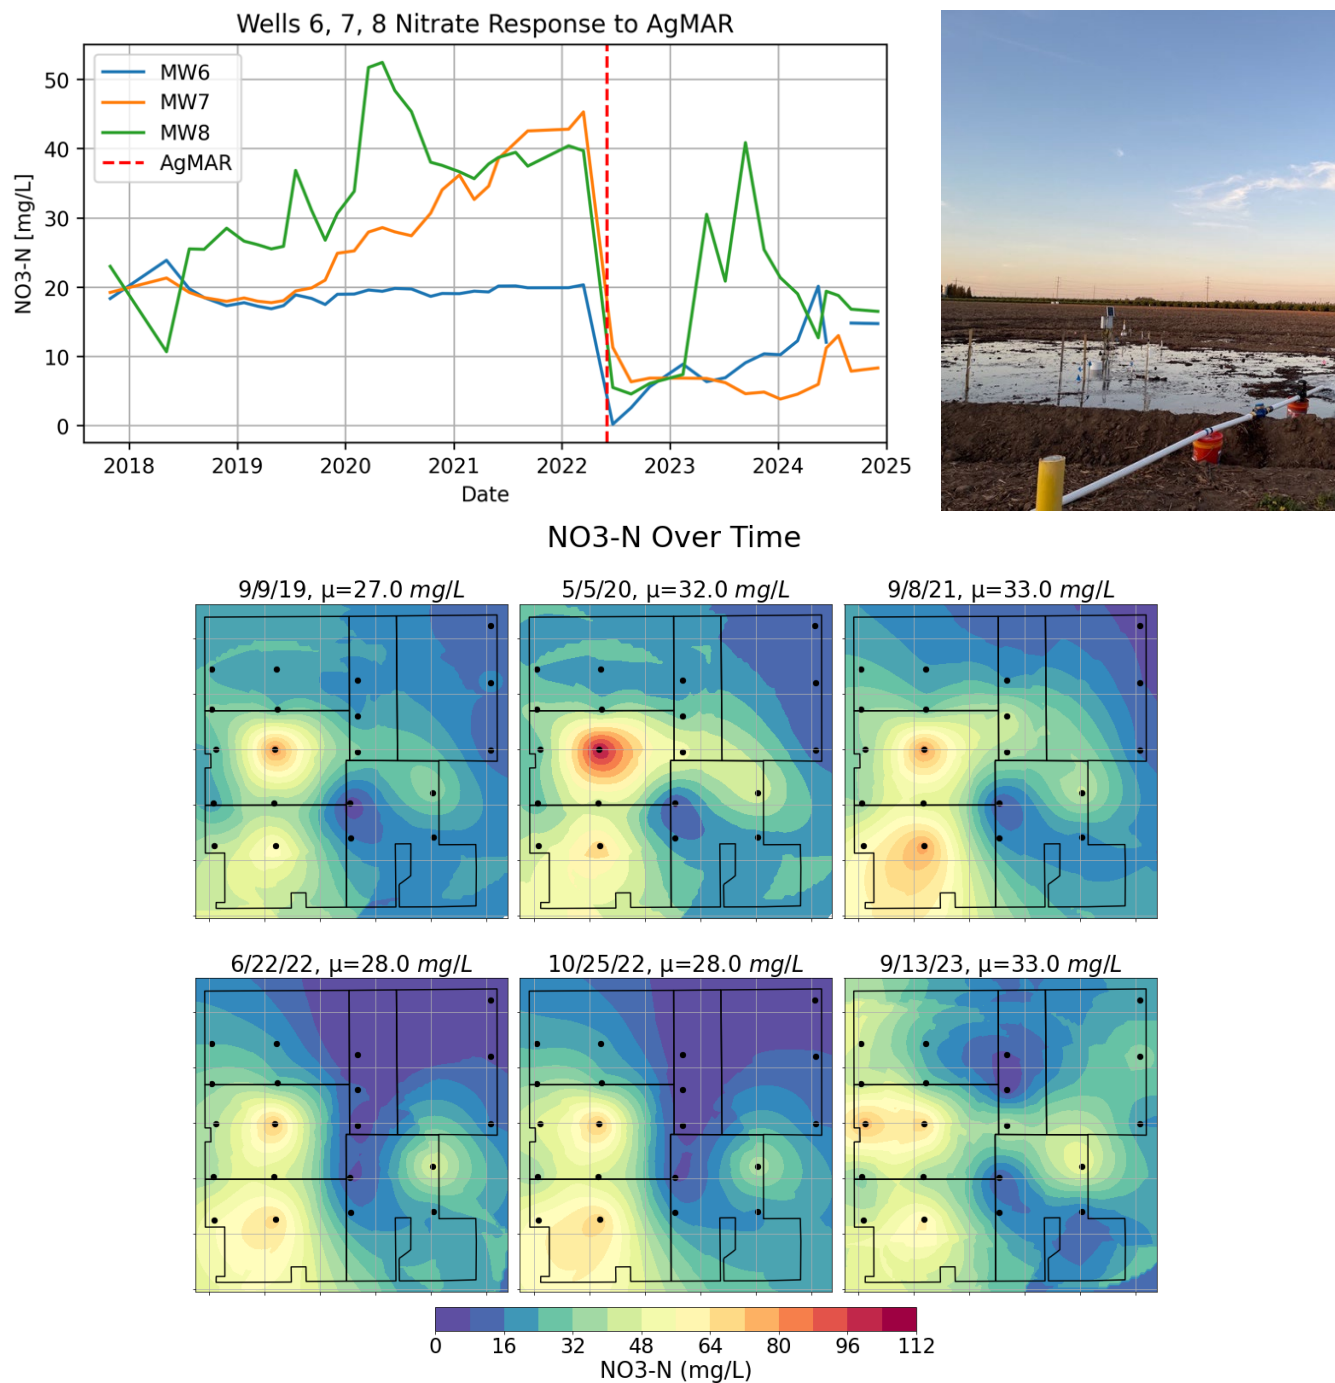 Wells 6, 7, 8 Nitrate Response to AgMAR
MW6
MW7
MW8
AgMAR
NO3-N [mg/L]
50
40
30
20
10
0
2018 2019 2020 2021 2022 2023 2024 2025
Date
NO3-N Over Time
9/9/19, μ=27.0 mg/L
5/5/20, μ=32.0 mg/L
9/8/21, μ=33.0 mg/L
6/22/22, μ=28.0 mg/L
10/25/22, μ=28.0 mg/L
9/13/23, μ=33.0 mg/L
0 16 32 48 64 80 96 112
NO3-N (mg/L)